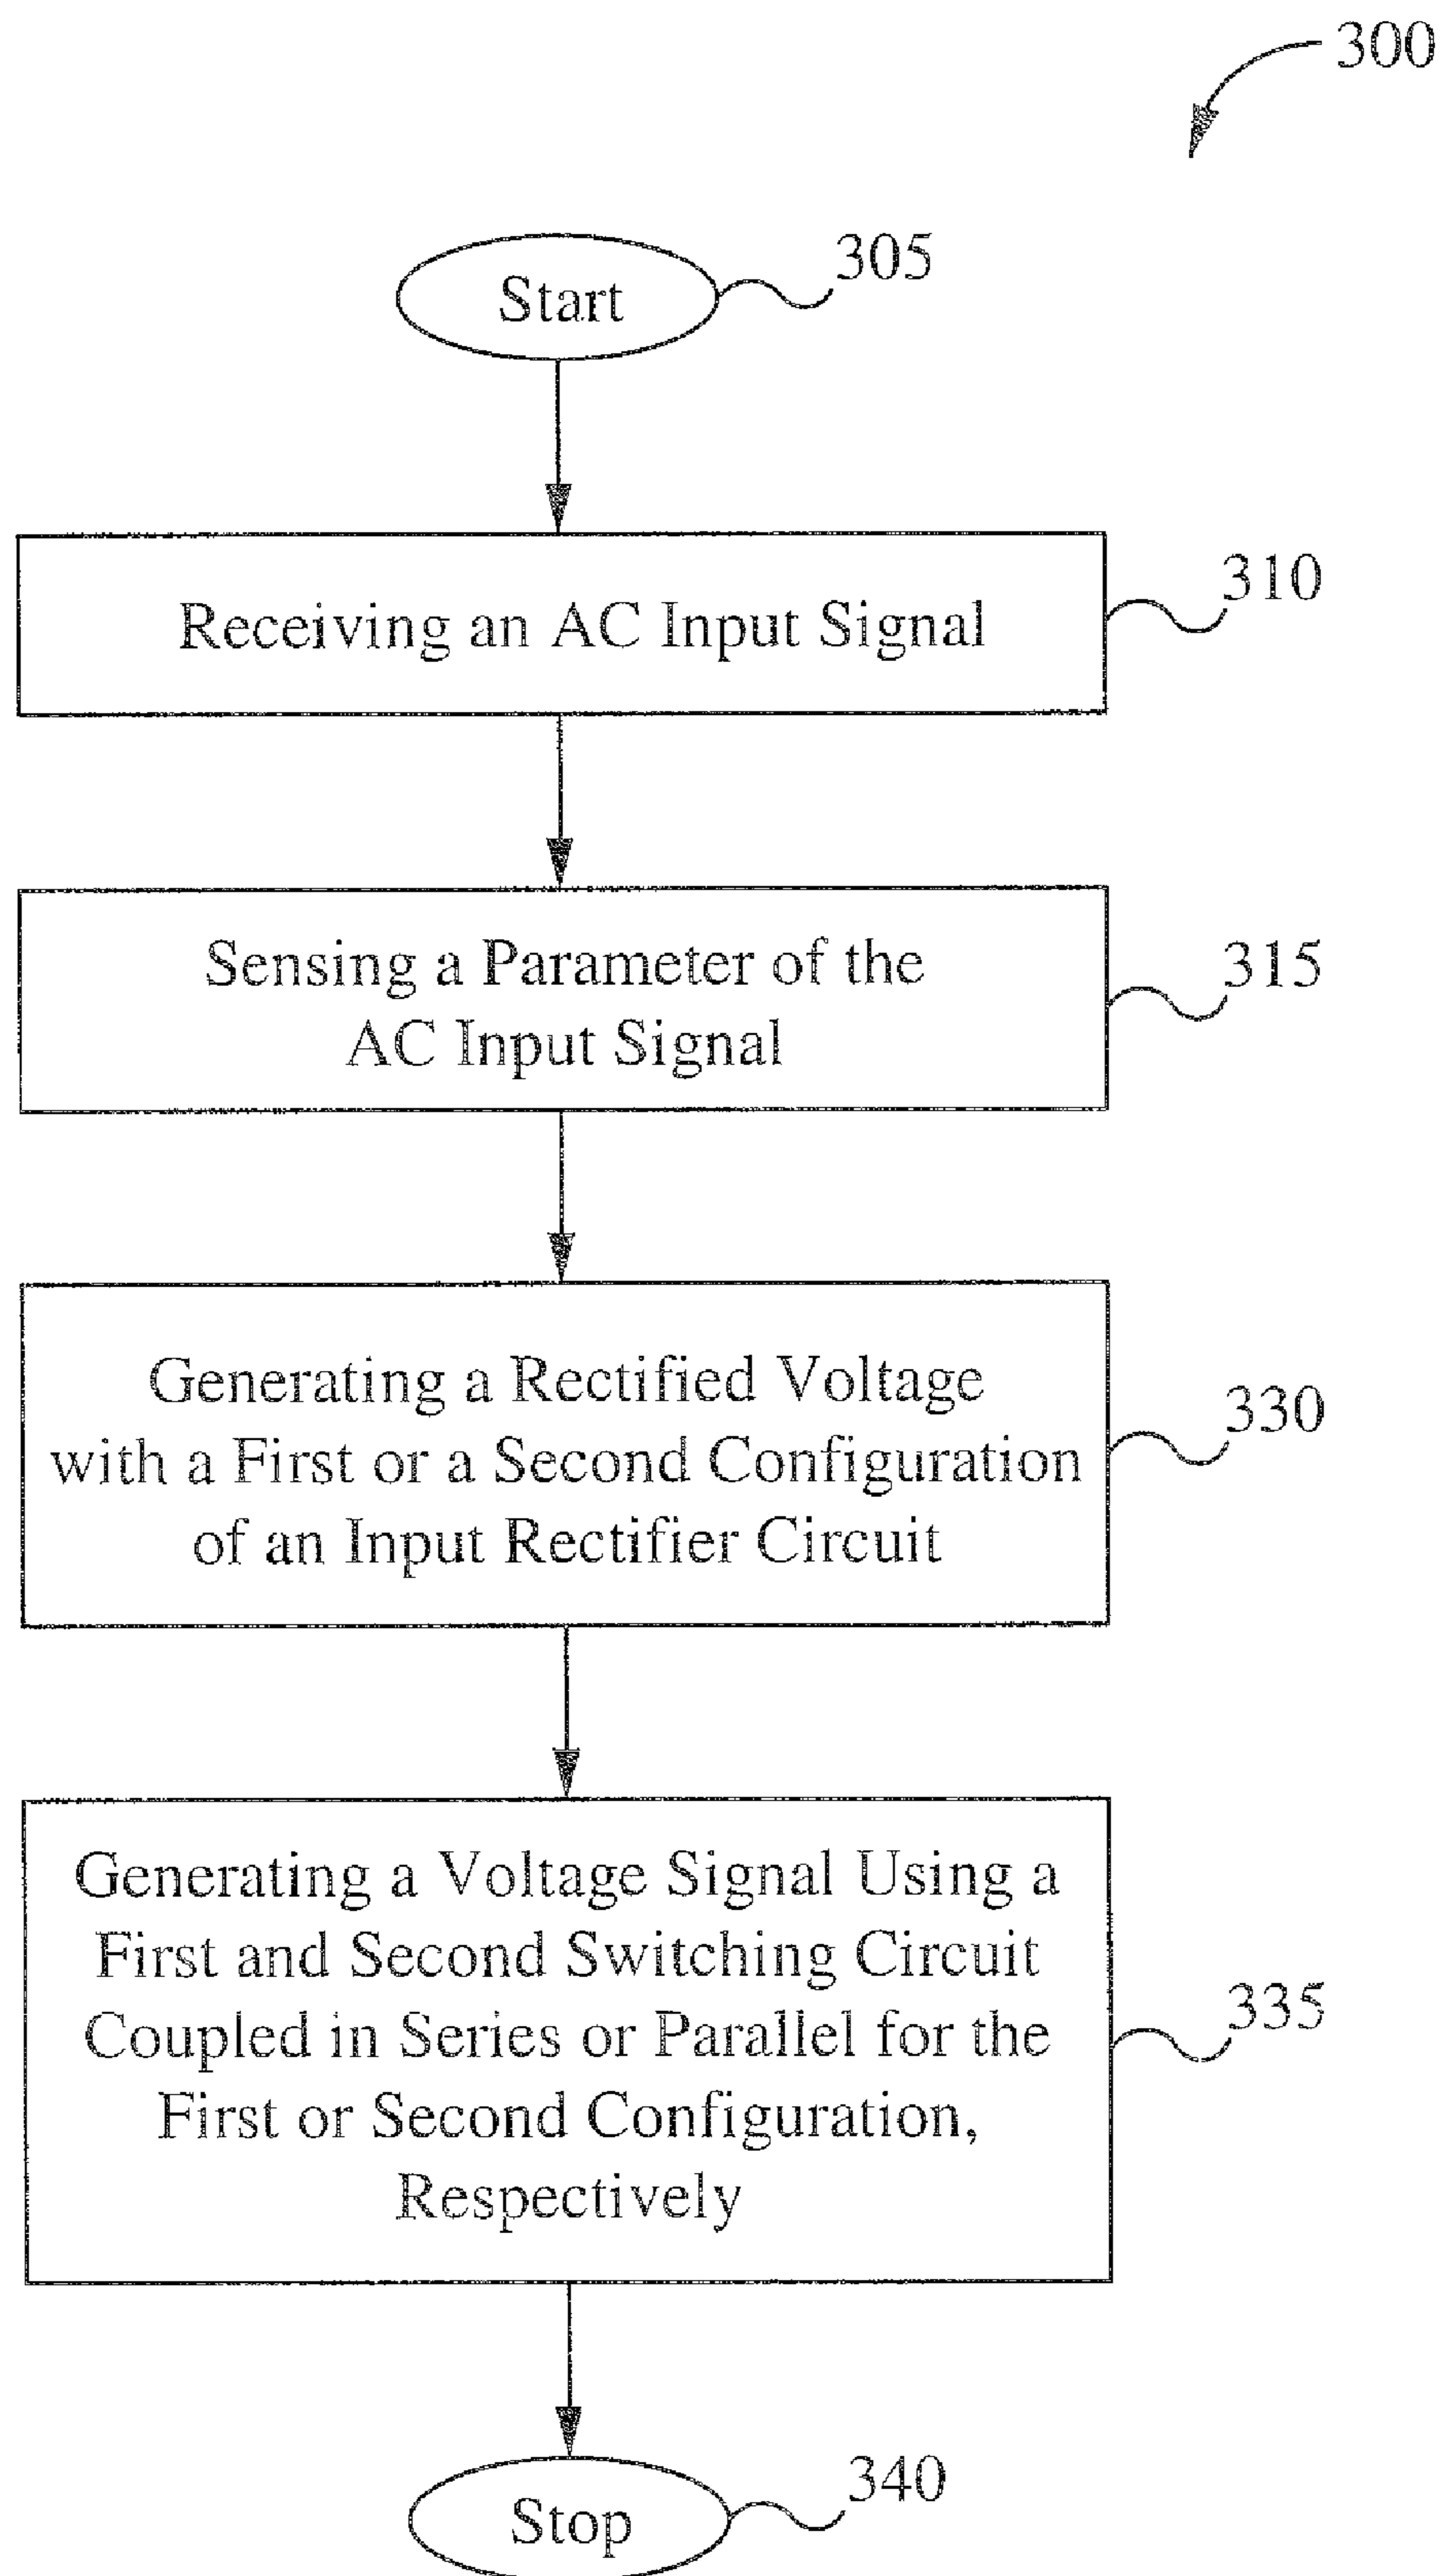 300
Start
305
Receiving an AC Input Signal
310
Sensing a Parameter of the
AC Input Signal
315
Generating a Rectified Voltage
with a First or a Second Configuration
of an Input Rectifier Circuit
330
Generating a Voltage Signal Using a
First and Second Switching Circuit
Coupled in Series or Parallel for the
First or Second Configuration,
Respectively
335
Stop
340